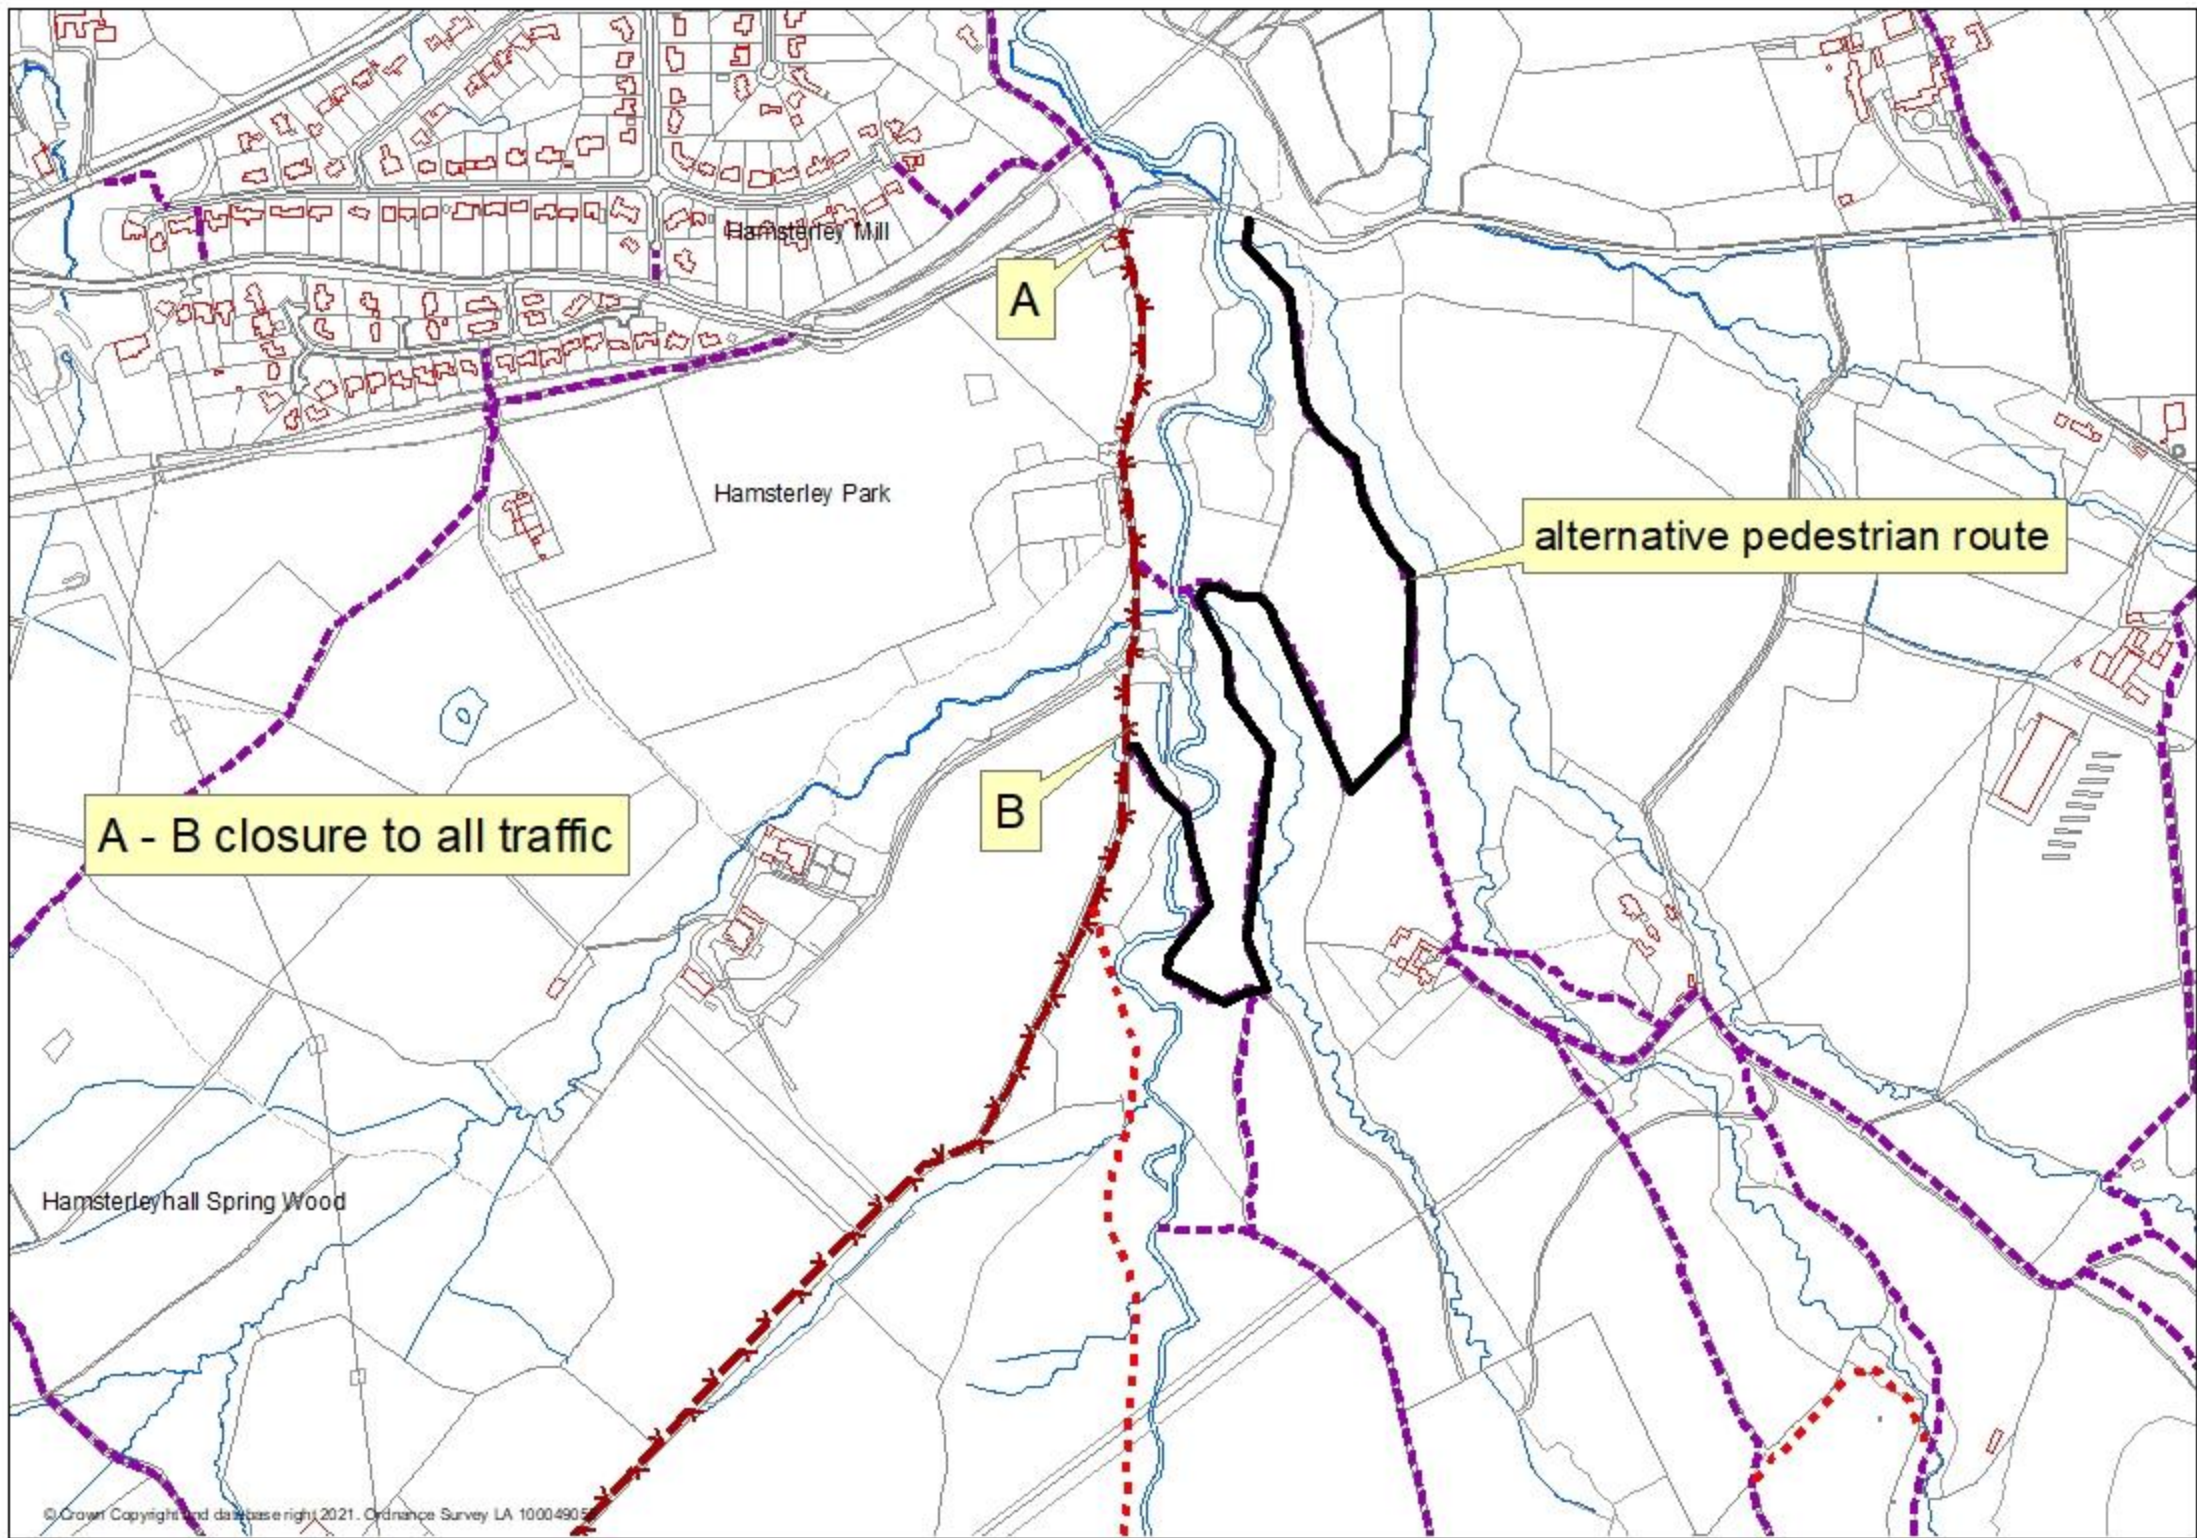 Hamsterley Mill
A
Hamsterley Park
alternative pedestrian route
B
A - B closure to all traffic
Hamsterleyhall Spring Wood
© Crown Copyright and database right 2021. Ordnance Survey LA 10004905